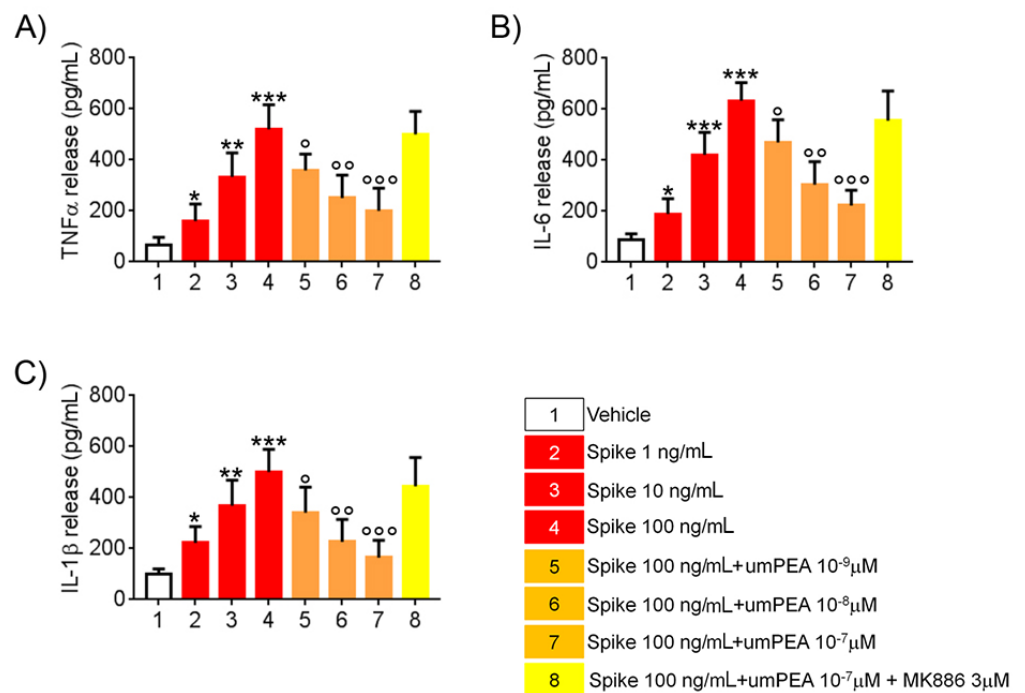 A)
TNFα release (pg/mL)
800
600
400
200
0
*
**
***
°
°°
°°°
1 2 3 4 5 6 7 8
B)
IL-6 release (pg/mL)
800
600
400
200
0
*
***
***
°
°°
°°°
1 2 3 4 5 6 7 8
C)
IL-1β release (pg/mL)
800
600
400
200
0
*
**
***
°
°°
°°°
1 2 3 4 5 6 7 8
1 Vehicle
2 Spike 1 ng/mL
3 Spike 10 ng/mL
4 Spike 100 ng/mL
5 Spike 100 ng/mL+umPEA 10⁻⁹μM
6 Spike 100 ng/mL+umPEA 10⁻⁸μM
7 Spike 100 ng/mL+umPEA 10⁻⁷μM
8 Spike 100 ng/mL+umPEA 10⁻⁷μM + MK886 3μM